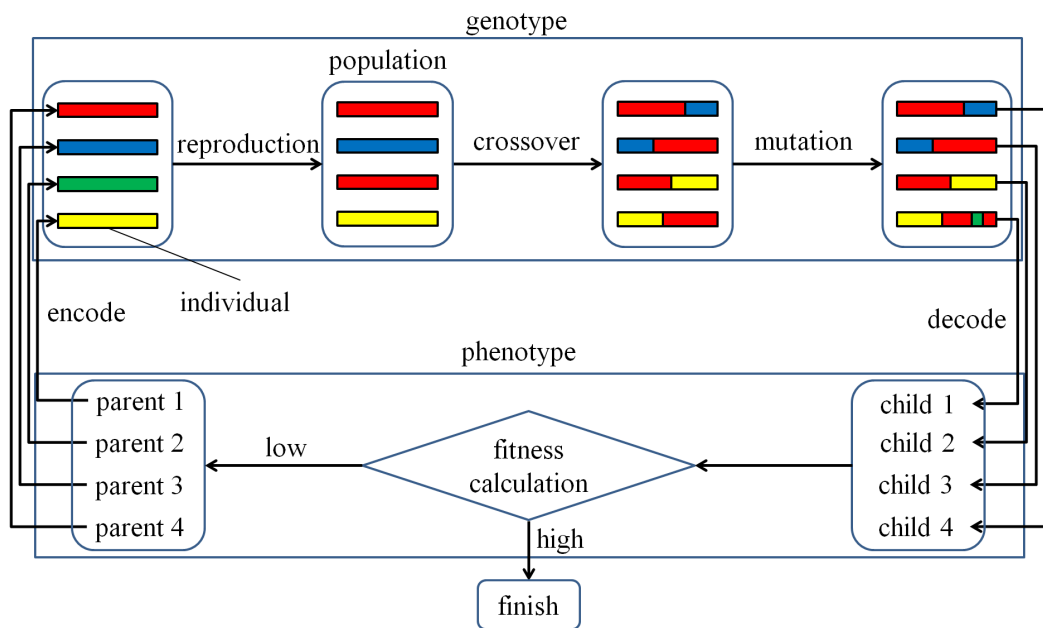 genotype
population
reproduction
crossover
mutation
individual
encode
decode
phenotype
parent 1
parent 2
parent 3
parent 4
low
fitness
calculation
high
finish
child 1
child 2
child 3
child 4